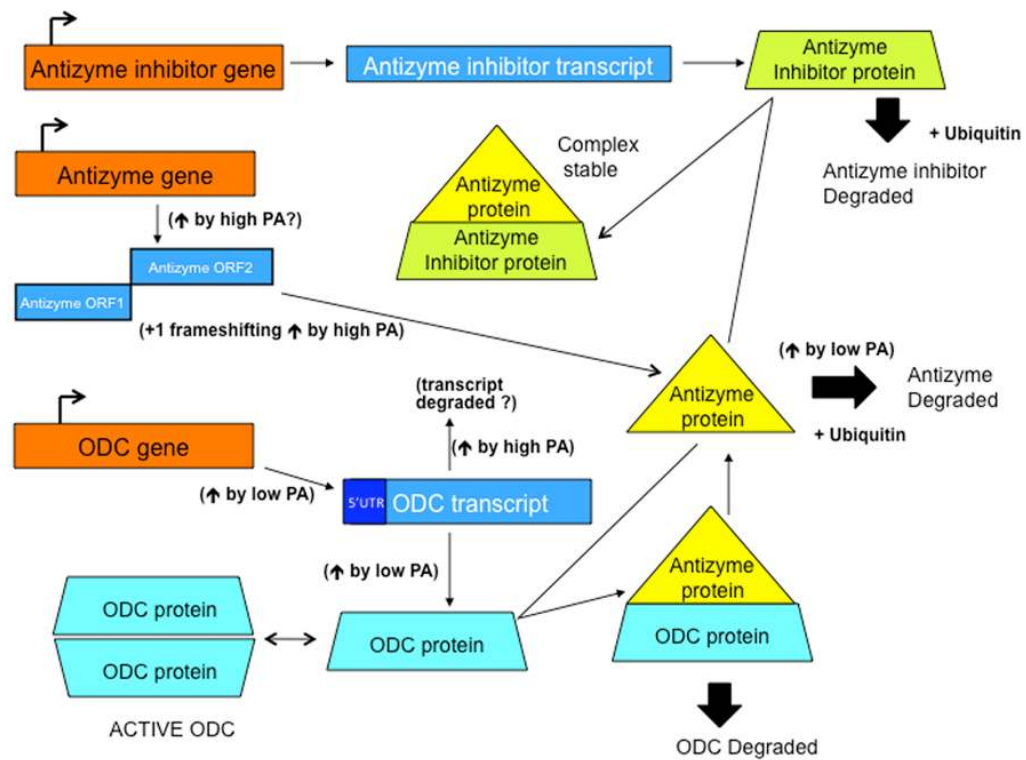 Antizyme inhibitor gene
Antizyme inhibitor transcript
Antizyme
Inhibitor protein
+ Ubiquitin
Antizyme inhibitor
Degraded
Antizyme gene
(↑ by high PA?)
Antizyme ORF2
Antizyme ORF1
(+1 frameshifting ↑ by high PA)
Complex
stable
Antizyme
protein
Antizyme
Inhibitor protein
Antizyme
protein
(↑ by low PA)
Antizyme
Degraded
+ Ubiquitin
ODC gene
(↑ by low PA)
(transcript
degraded ?)
(↑ by high PA)
5'UTR
ODC transcript
(↑ by low PA)
ODC protein
ODC protein
ACTIVE ODC
ODC protein
Antizyme
protein
ODC protein
ODC Degraded